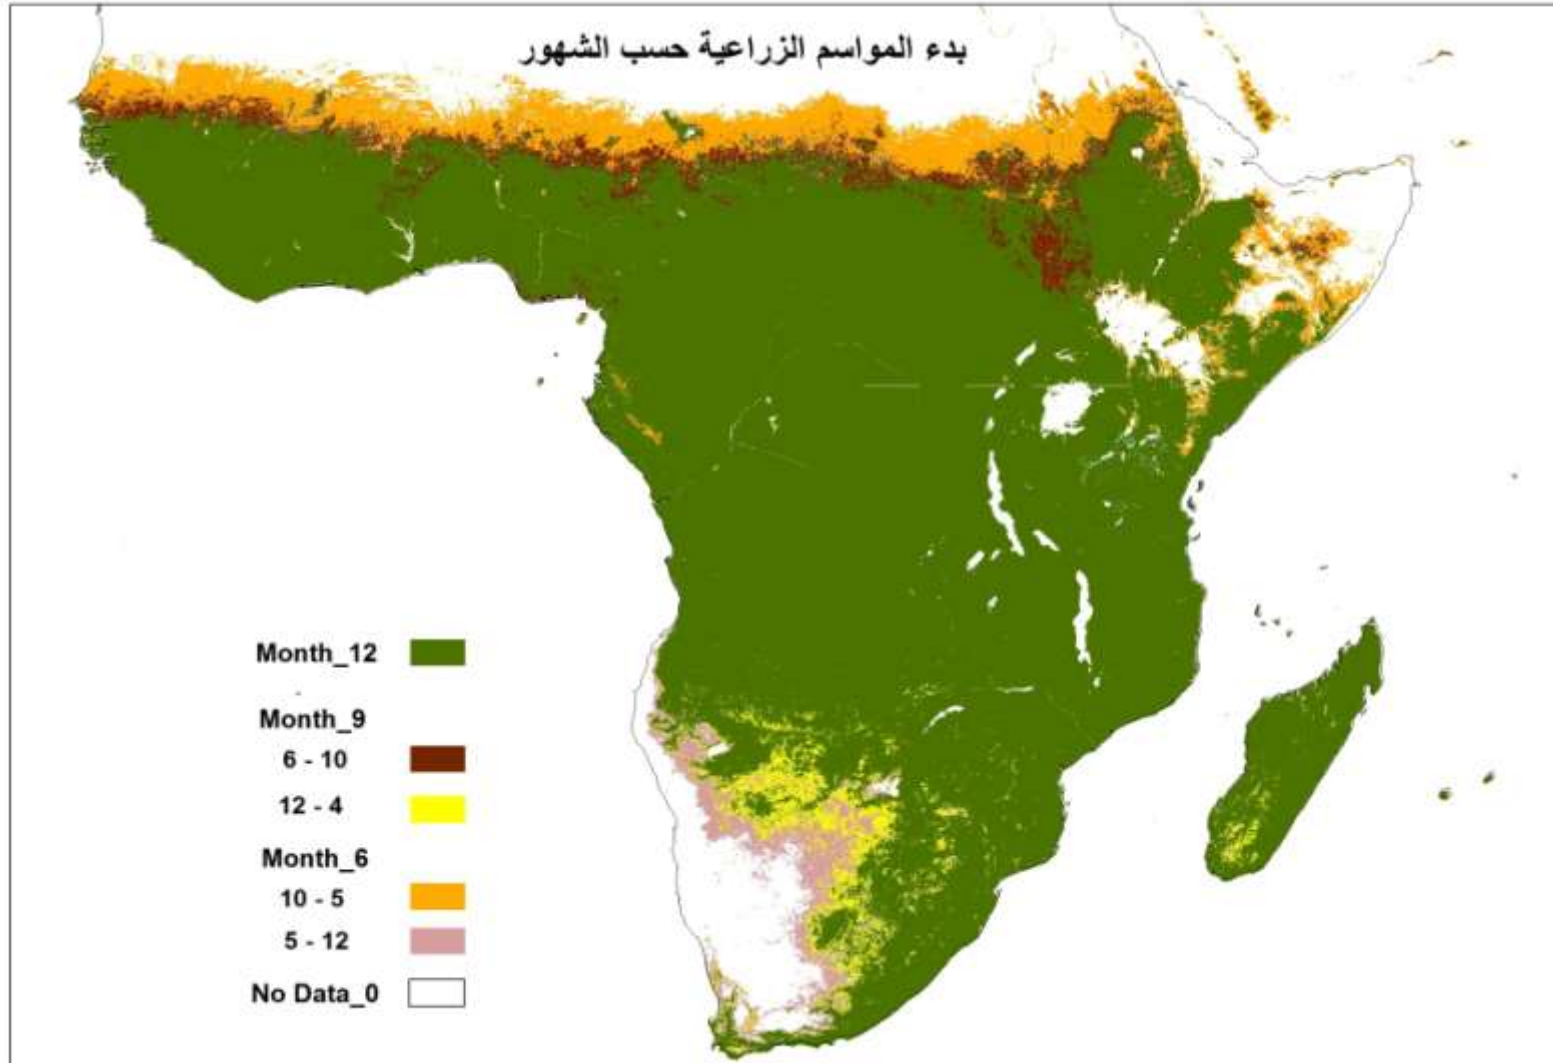 بدء المواسم الزراعية حسب الشهور
Month_12
Month_9
6 - 10
12 - 4
Month_6
10 - 5
5 - 12
No Data_0